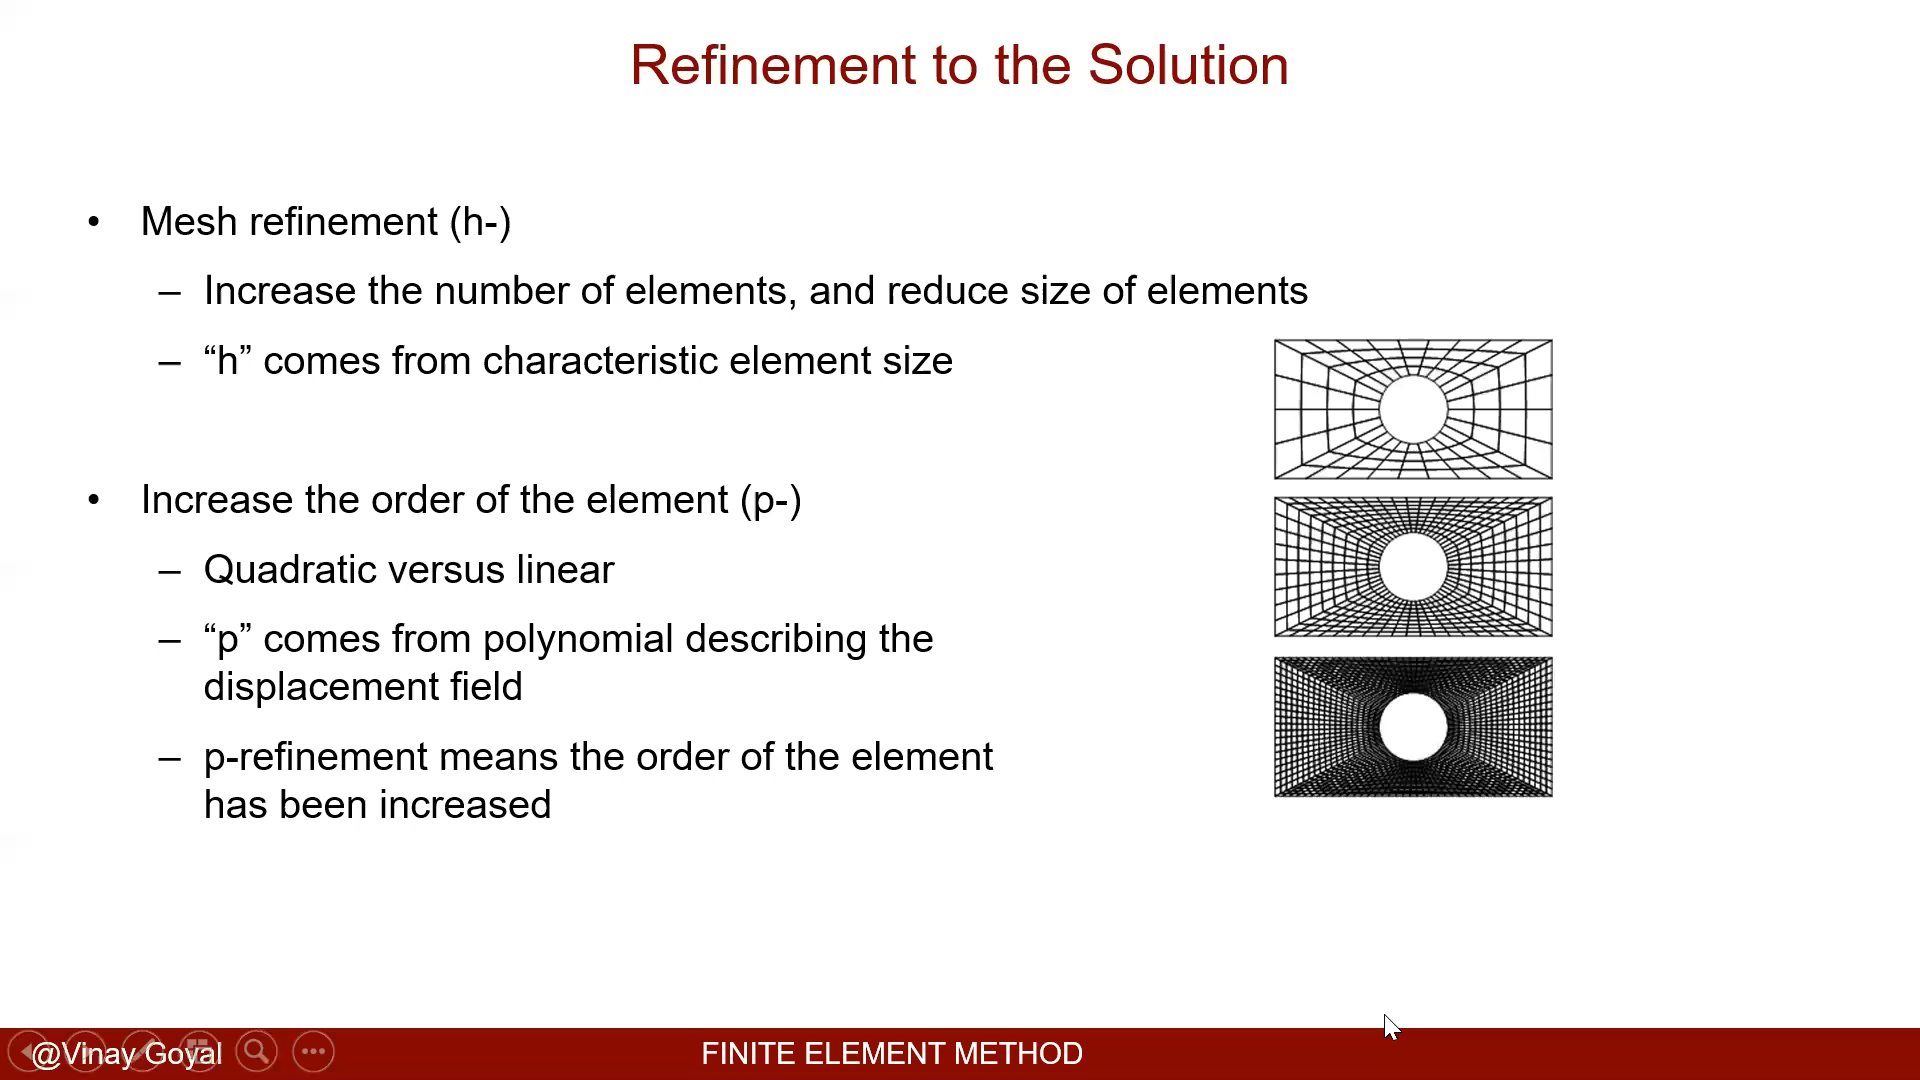 Refinement to the Solution
• Mesh refinement (h-)
– Increase the number of elements, and reduce size of elements
– “h” comes from characteristic element size
• Increase the order of the element (p-)
– Quadratic versus linear
– “p” comes from polynomial describing the
displacement field
– p-refinement means the order of the element
has been increased
@Vinay Goyal
FINITE ELEMENT METHOD